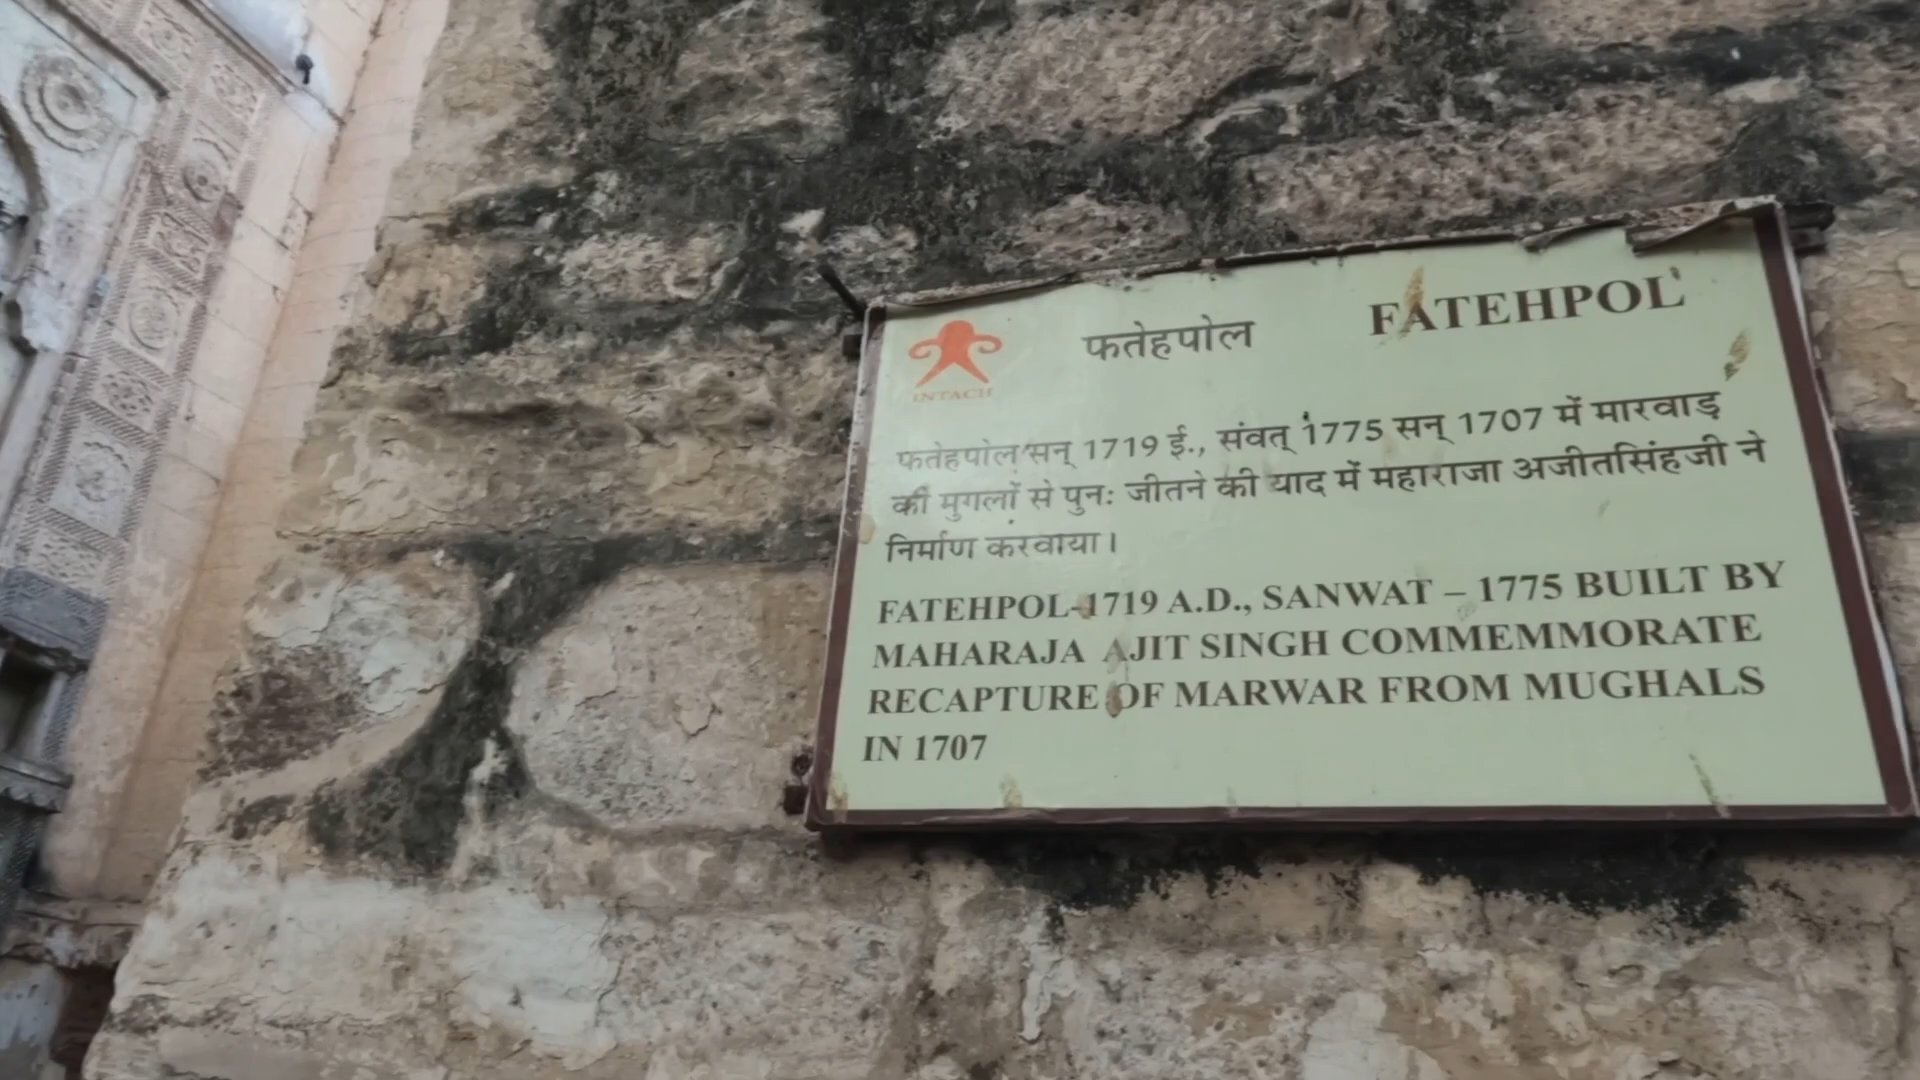 INTACH
फतेहपोल
FATEHPOL
फतेहपोल सन् 1719 ई., संवत् 1775 सन् 1707 में मारवाड़
की मुगलों से पुनः जीतने की याद में महाराजा अजीतसिंहजी ने
निर्माण करवाया।
FATEHPOL-1719 A.D., SANWAT – 1775 BUILT BY
MAHARAJA AJIT SINGH COMMEMMORATE
RECAPTURE OF MARWAR FROM MUGHALS
IN 1707